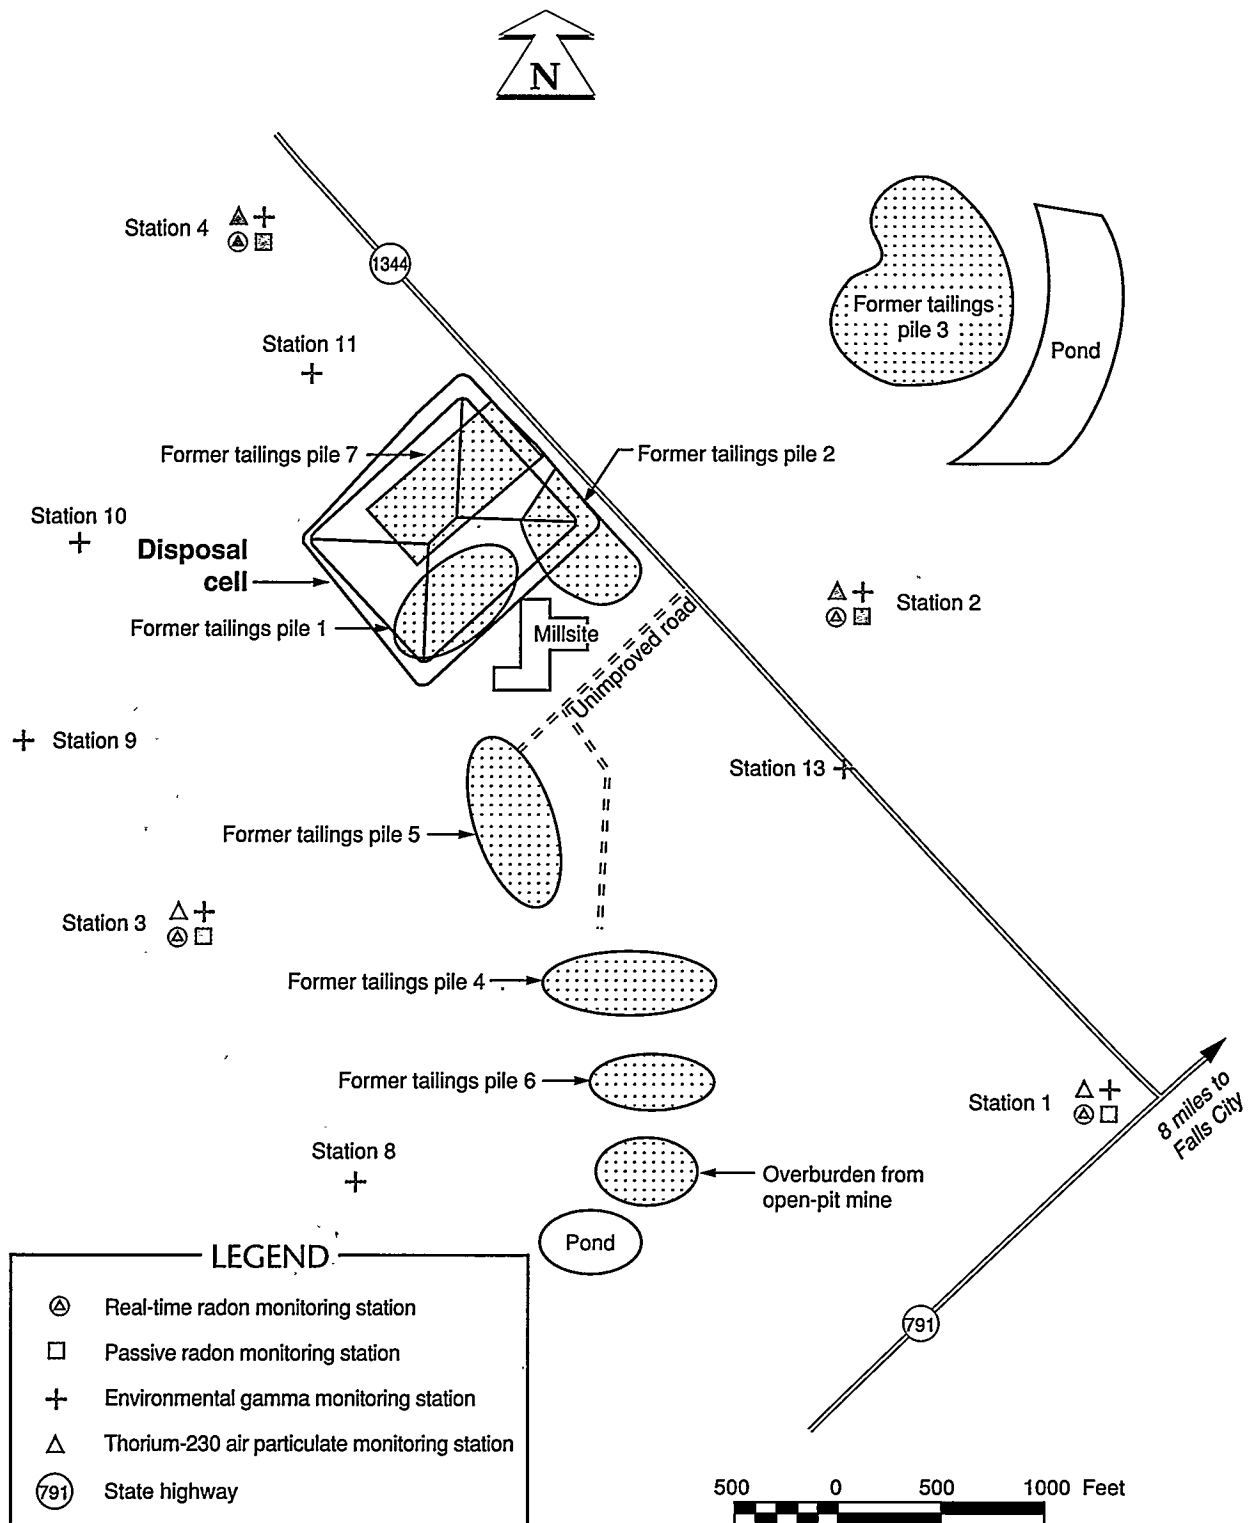 N
Station 4
1344
Former tailings
pile 3
Pond
Station 11
Former tailings pile 7
Former tailings pile 2
Station 10
Disposal
cell
Station 2
Former tailings pile 1
Millsite
Unimproved road
Station 9
Station 13
Former tailings pile 5
Station 3
Former tailings pile 4
Former tailings pile 6
Station 1
8 miles to
Falls City
Station 8
Overburden from
open-pit mine
Pond
LEGEND
Real-time radon monitoring station
Passive radon monitoring station
Environmental gamma monitoring station
Thorium-230 air particulate monitoring station
791 State highway
791
500 0 500 1000 Feet